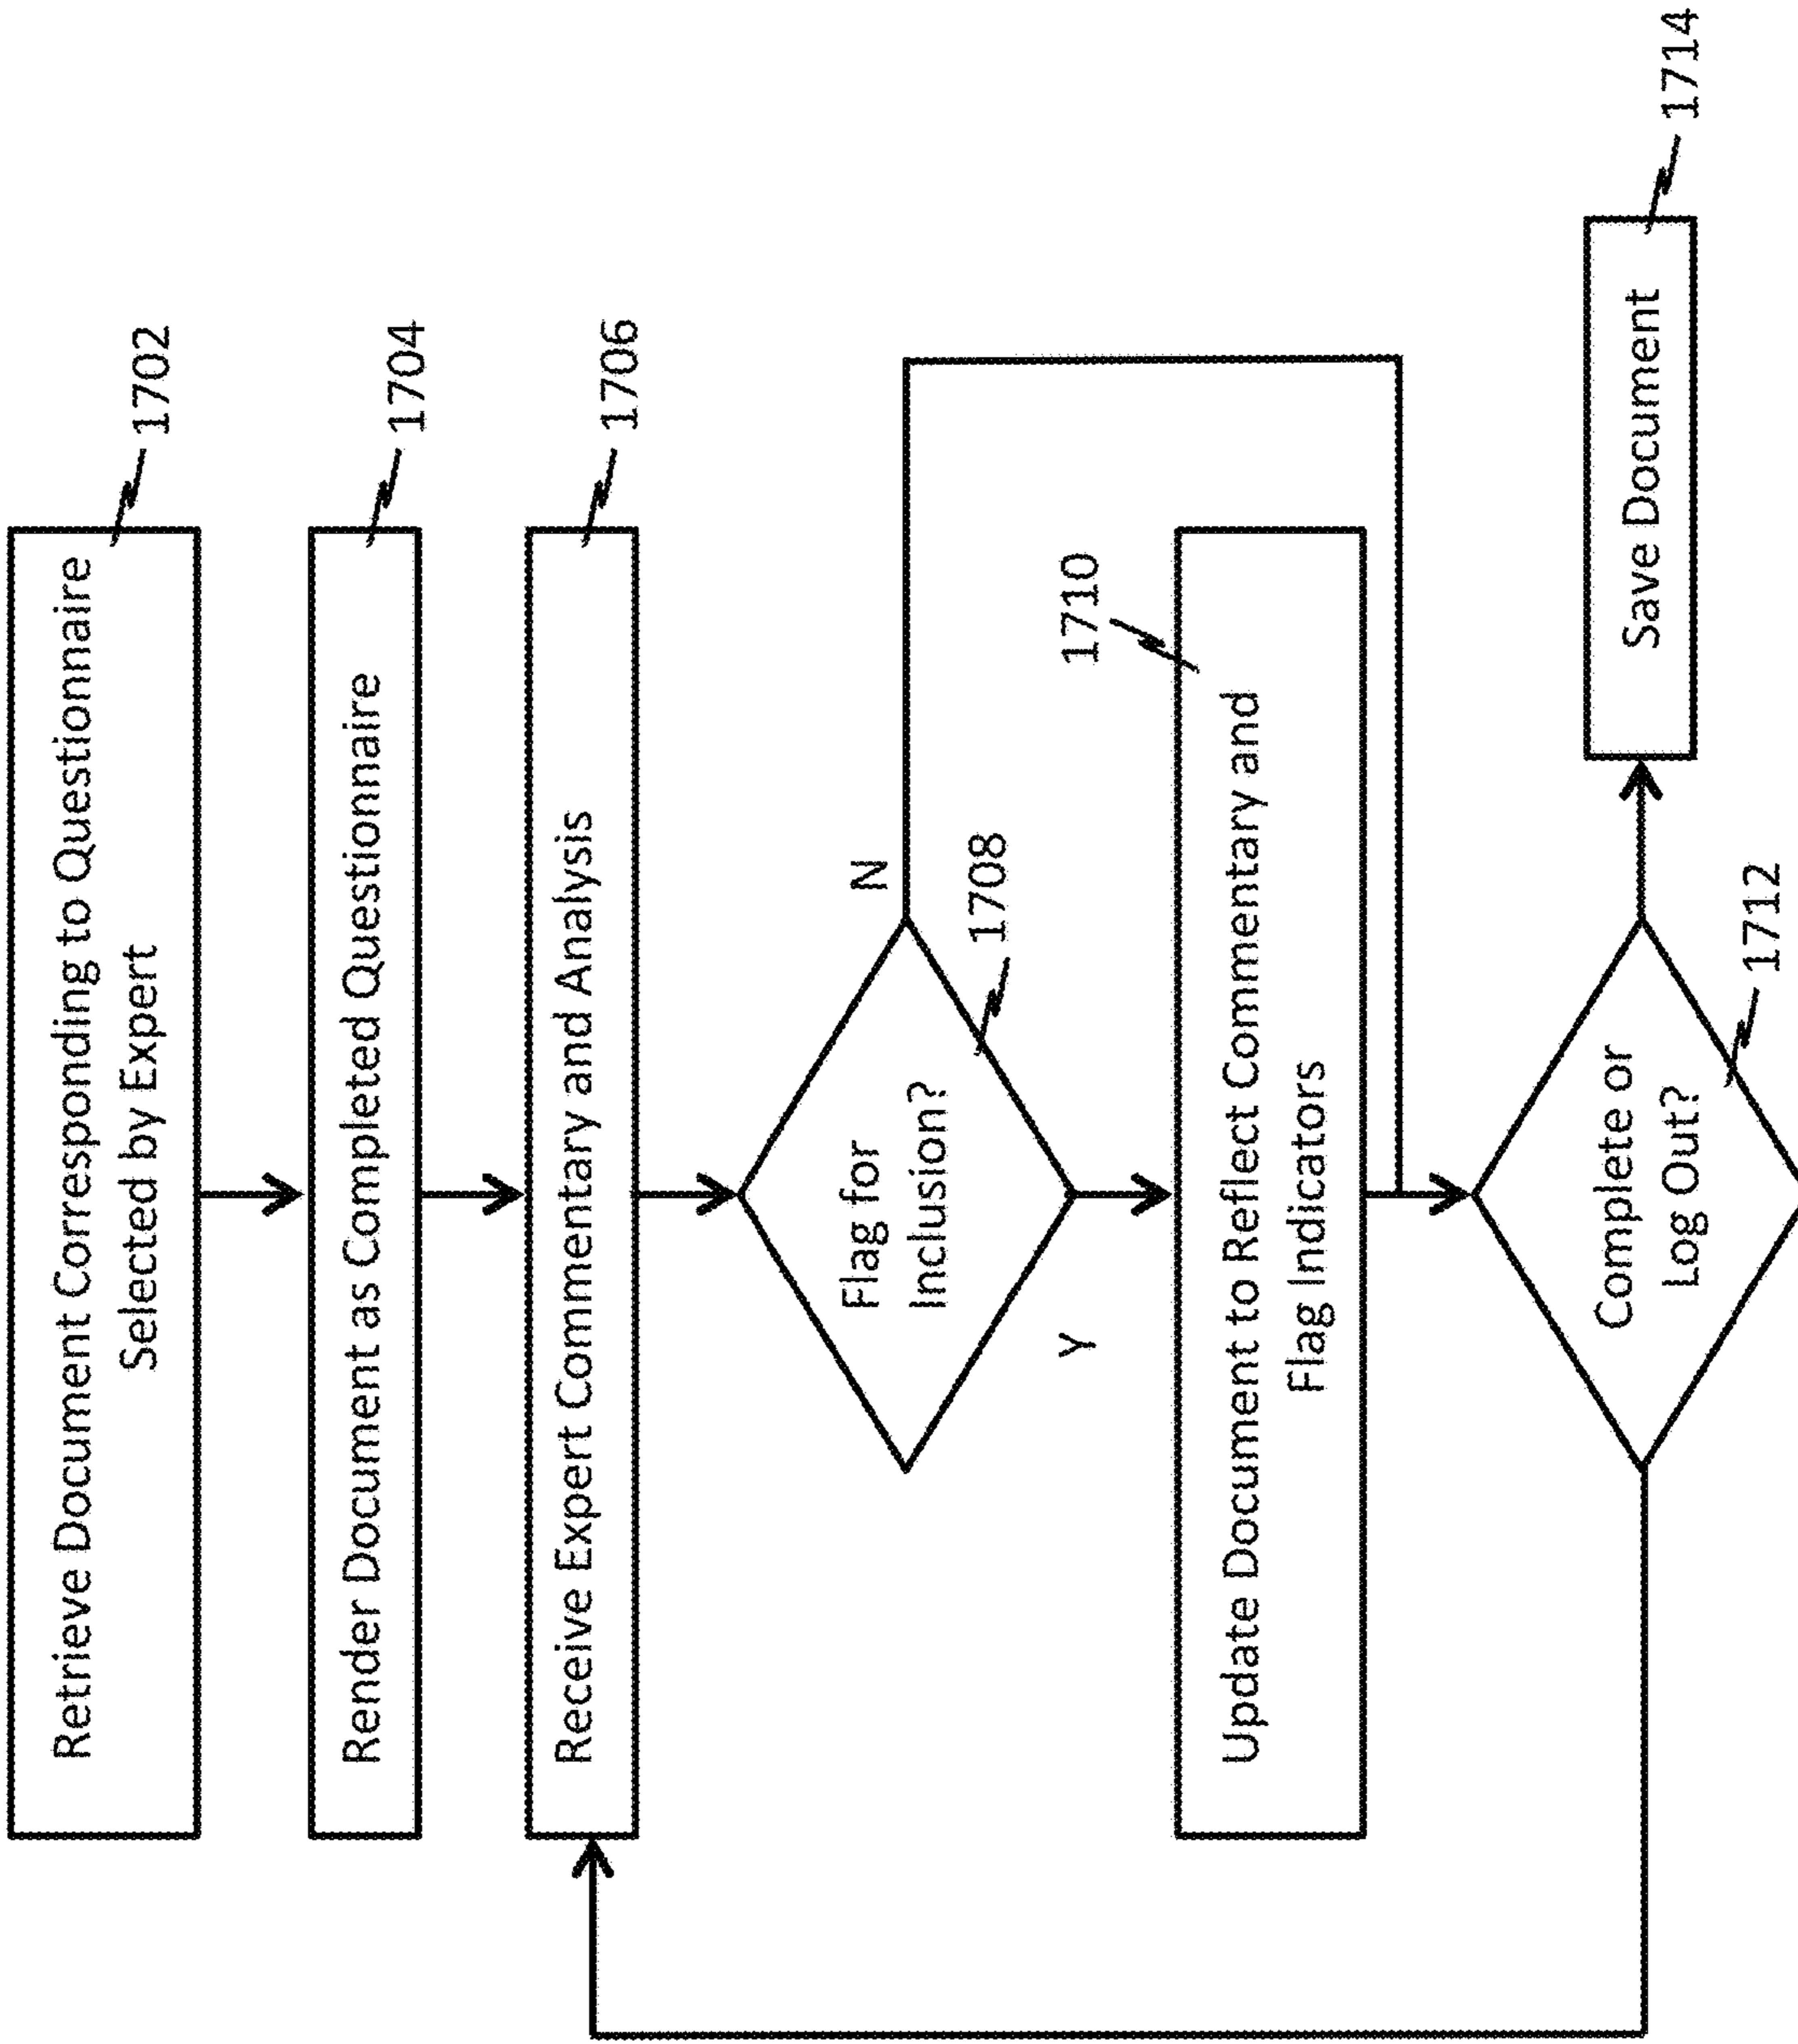 Retrieve Document Corresponding to Questionnaire
Selected by Expert
1702
Render Document as Completed Questionnaire
1704
Receive Expert Commentary and Analysis
1706
Flag for
Inclusion?
N
1708
Y
1710
Update Document to Reflect Commentary and
Flag Indicators
Complete or
Log Out?
1712
Save Document
1714